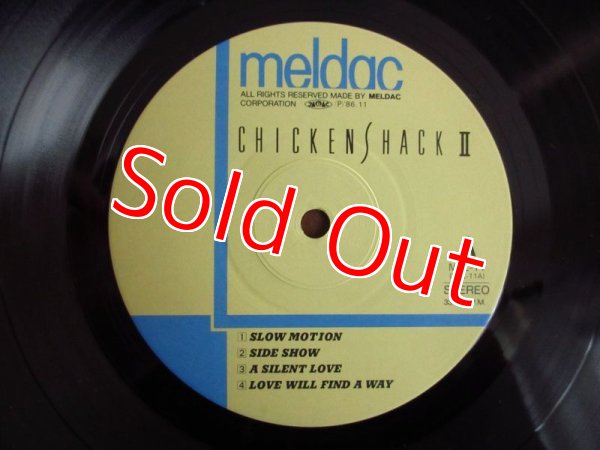 meldac
ALL RIGHTS RESERVED MADE BY MELDAC
CORPORATION JASRAC P/86.11
CHICKENSHACK II
Sold Out
STEREO
1 SLOW MOTION
2 SIDE SHOW
3 A SILENT LOVE
4 LOVE WILL FIND A WAY